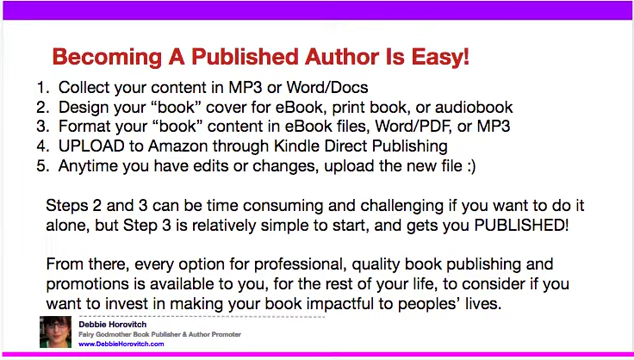 Becoming A Published Author Is Easy!
1. Collect your content in MP3 or Word/Docs
2. Design your “book” cover for eBook, print book, or audiobook
3. Format your “book” content in eBook files, Word/PDF, or MP3
4. UPLOAD to Amazon through Kindle Direct Publishing
5. Anytime you have edits or changes, upload the new file :)
Steps 2 and 3 can be time consuming and challenging if you want to do it
alone, but Step 3 is relatively simple to start, and gets you PUBLISHED!
From there, every option for professional, quality book publishing and
promotions is available to you, for the rest of your life, to consider if you
want to invest in making your book impactful to peoples’ lives.
Debbie Horovitch
Fairy Godmother Book Publisher & Author Promoter
www.DebbieHorovitch.com